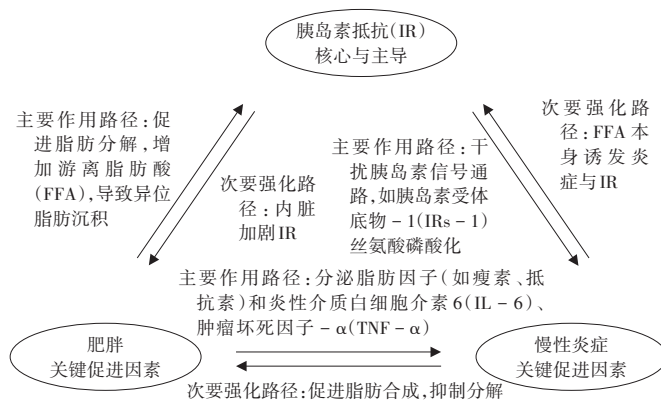 胰岛素抵抗(IR)
核心与主导
主要作用路径:促
进脂肪分解,增
加游离脂肪酸
(FFA),导致异位
脂肪沉积
次要强化路
径:内脏
加剧IR
主要作用路径:干
扰胰岛素信号通
路,如胰岛素受体
底物-1(IRs-1)
丝氨酸磷酸化
次要强化路
径:FFA本
身诱发炎
症与IR
主要作用路径:分泌脂肪因子(如瘦素、抵
抗素)和炎性介质白细胞介素6(IL-6)、
肿瘤坏死因子-α(TNF-α)
肥胖
关键促进因素
慢性炎症
关键促进因素
次要强化路径:促进脂肪合成,抑制分解